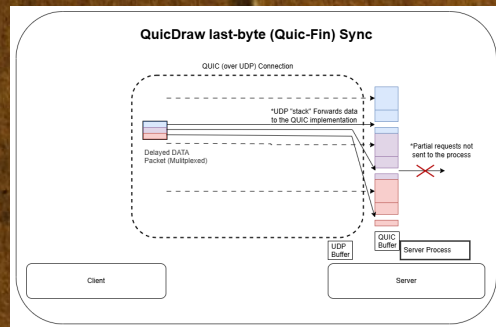 QuicDraw last-byte (Quic-Fin) Sync
QUIC (over UDP) Connection
*UDP "stack" Forwards data
to the QUIC implementation
Delayed DATA
Packet (Mulitplexed)
*Partial requests not
sent to the process
UDP
Buffer
QUIC
Buffer
Server Process
Client
Server